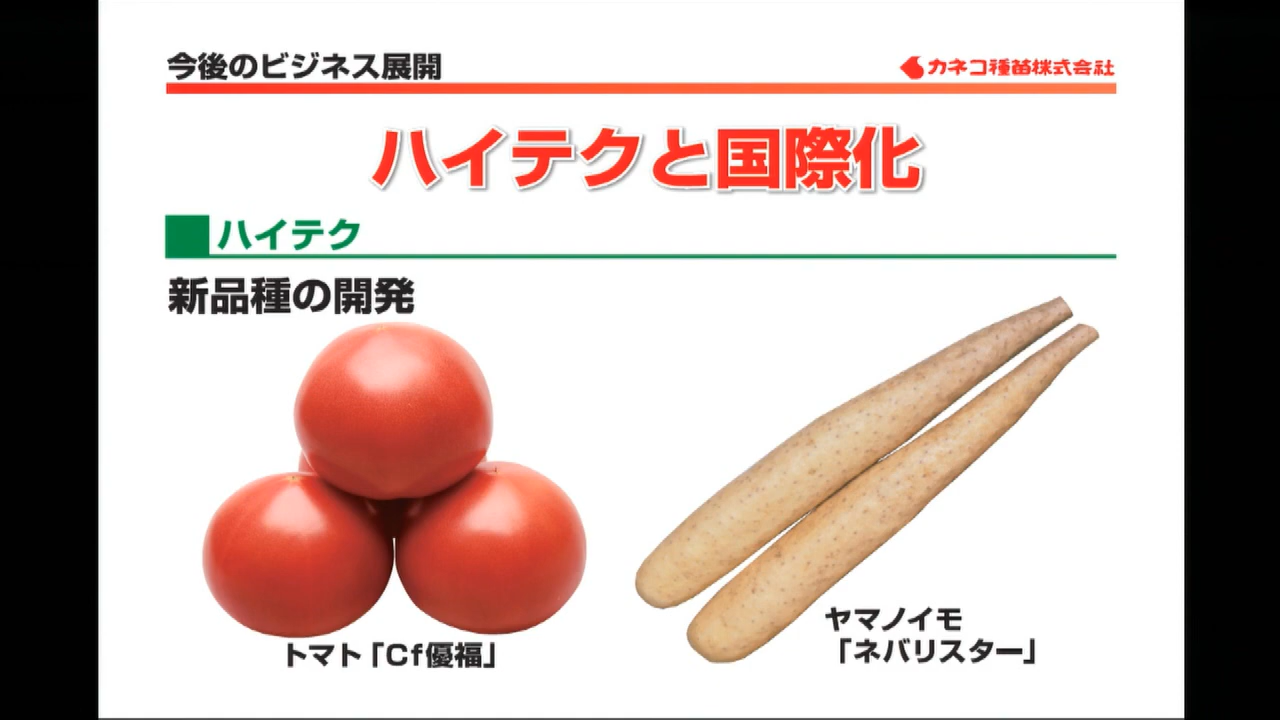 今後のビジネス展開
カネコ種苗株式会社
ハイテクと国際化
ハイテク
新品種の開発
トマト「Cf優福」
ヤマノイモ
「ネバリスター」